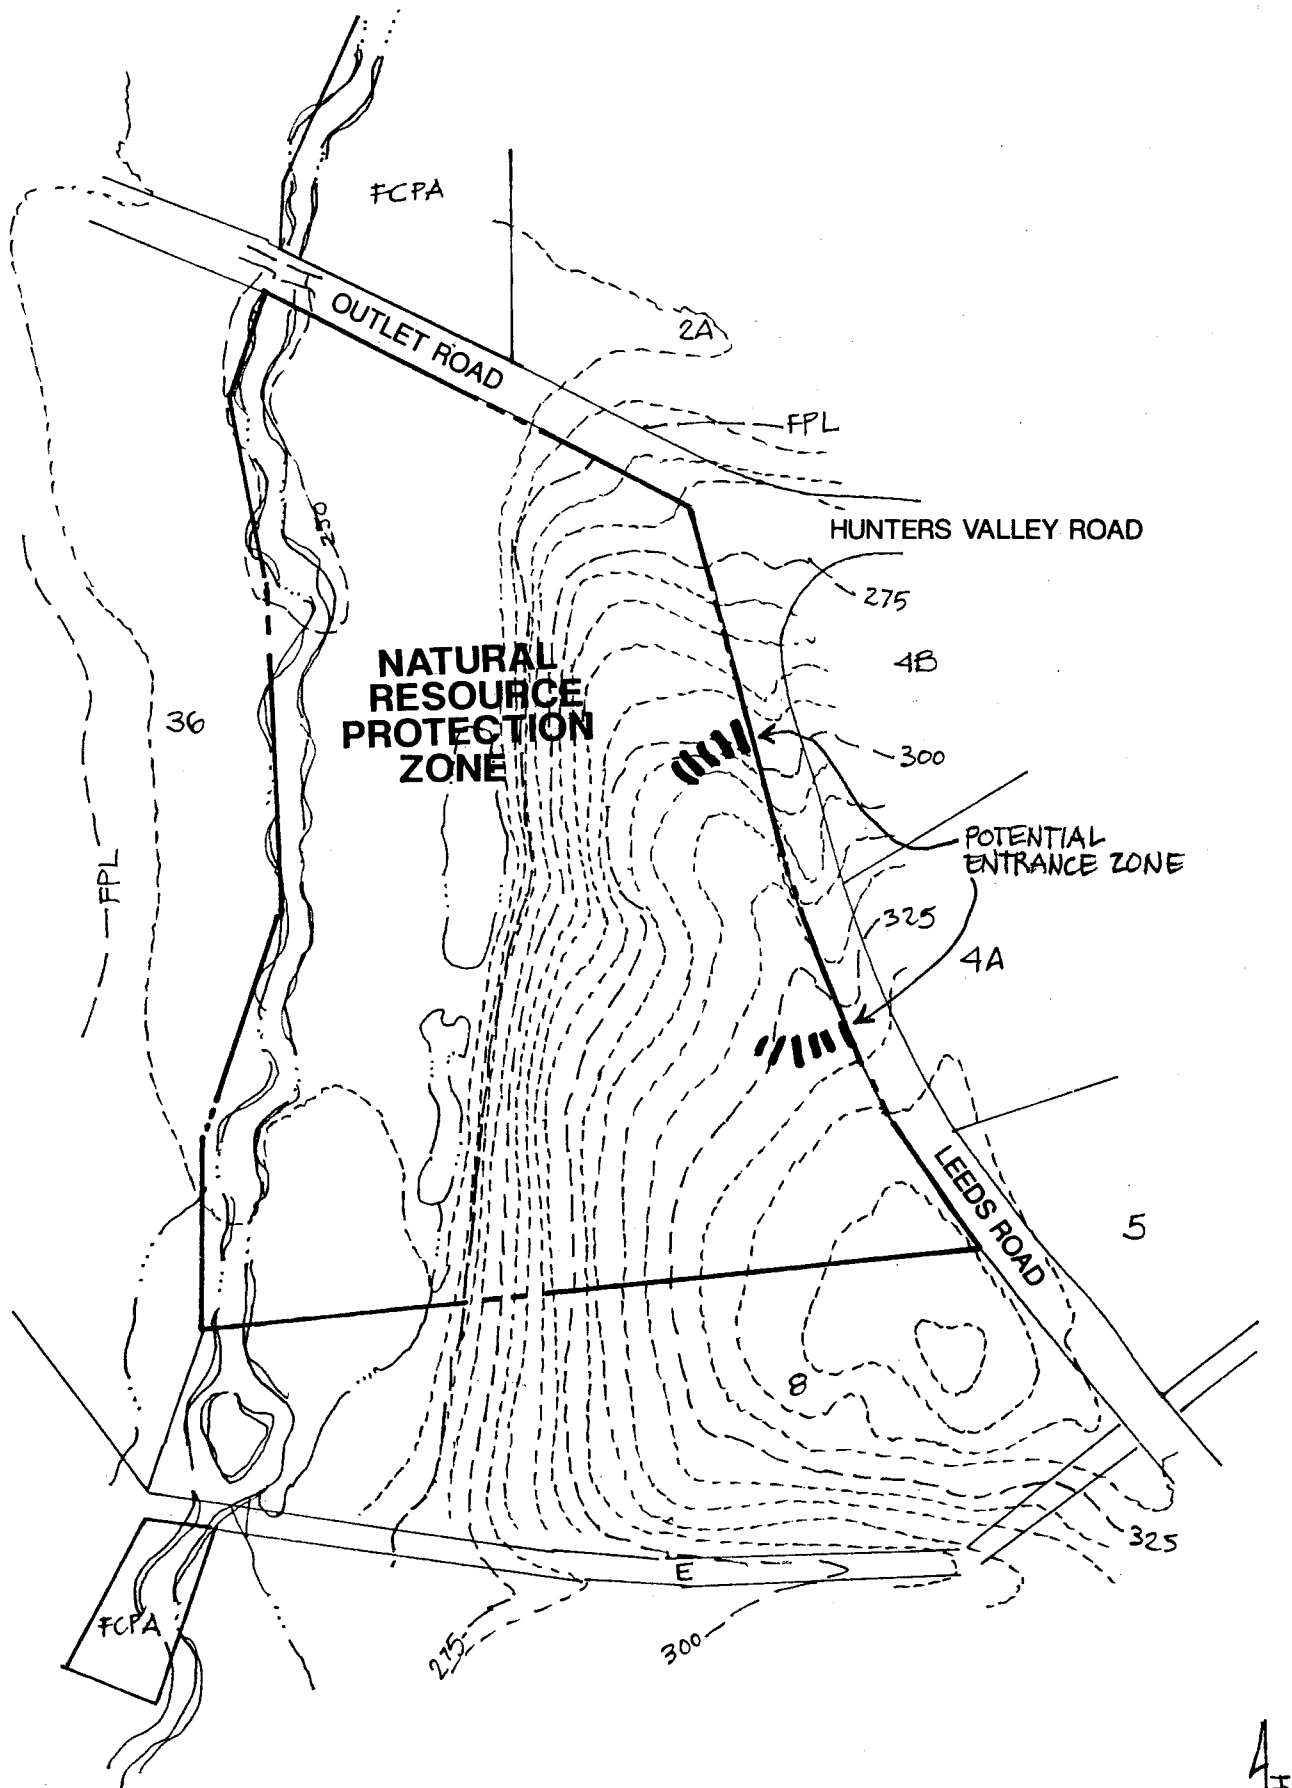 FCPA
OUTLET ROAD
2A
FPL
250
HUNTERS VALLEY ROAD
275
4B
NATURAL
RESOURCE
PROTECTION
ZONE
36
300
POTENTIAL
ENTRANCE ZONE
FPL
325
4A
LEEDS ROAD
5
8
325
E
FCPA
275
300
4